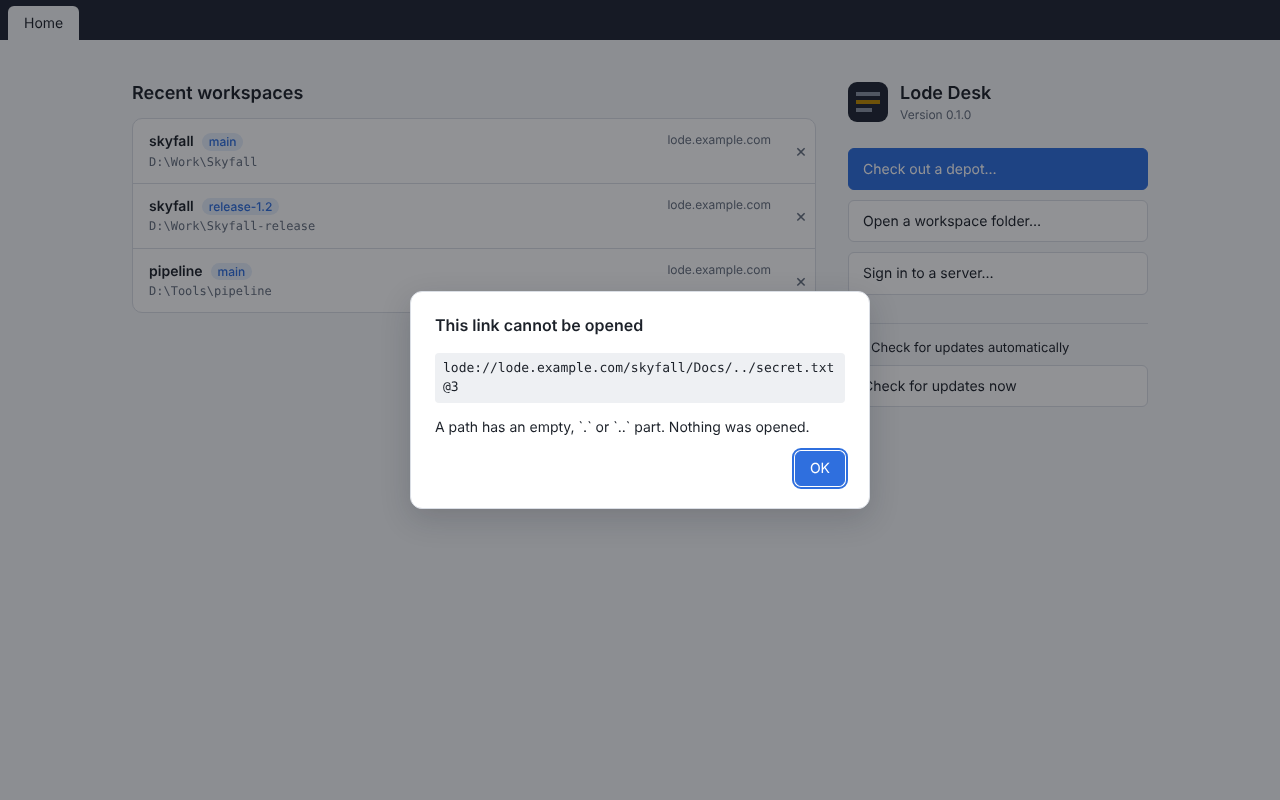 Home
Recent workspaces
skyfall main lode.example.com
D:\Work\Skyfall
skyfall release-1.2 lode.example.com
D:\Work\Skyfall-release
pipeline main lode.example.com
D:\Tools\pipeline
Lode Desk
Version 0.1.0
Check out a depot...
Open a workspace folder...
Sign in to a server...
Check for updates automatically
Check for updates now
This link cannot be opened
lode://lode.example.com/skyfall/Docs/../secret.txt
@3
A path has an empty, `.` or `..` part. Nothing was opened.
OK